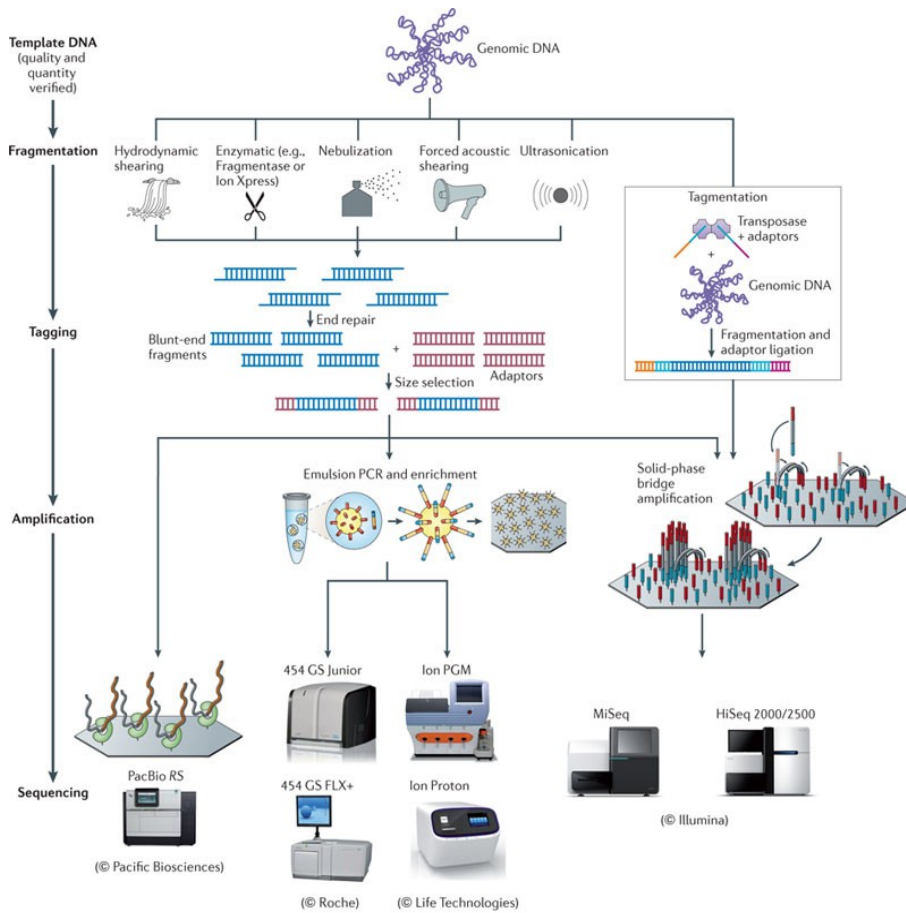 Template DNA
(quality and
quantity
verified)
Genomic DNA
Fragmentation
Hydrodynamic
shearing
Enzymatic (e.g.,
Fragmentase or
Ion Xpress)
Nebulization
Forced acoustic
shearing
Ultrasonication
Tagmentation
Transposase
+ adaptors
+
Genomic DNA
Fragmentation and
adaptor ligation
Tagging
End repair
Blunt-end
fragments
+
Adaptors
Size selection
Emulsion PCR and enrichment
Solid-phase
bridge
amplification
Amplification
454 GS Junior
Ion PGM
MiSeq
HiSeq 2000/2500
Sequencing
PacBio RS
454 GS FLX+
Ion Proton
(© Pacific Biosciences)
(© Roche)
(© Life Technologies)
(© Illumina)